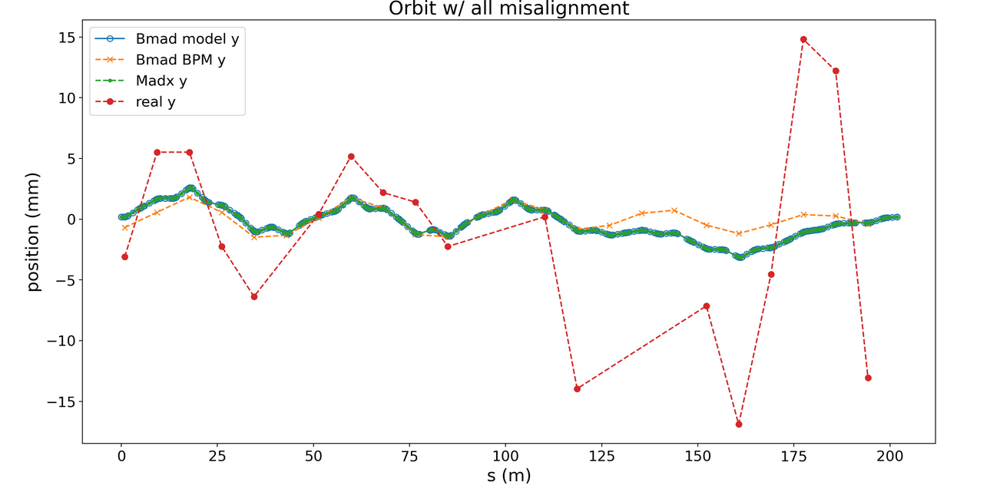 Orbit w/ all misalignment
Bmad model y
Bmad BPM y
Madx y
real y
position (mm)
15
10
5
0
−5
−10
−15
0 25 50 75 100 125 150 175 200
s (m)